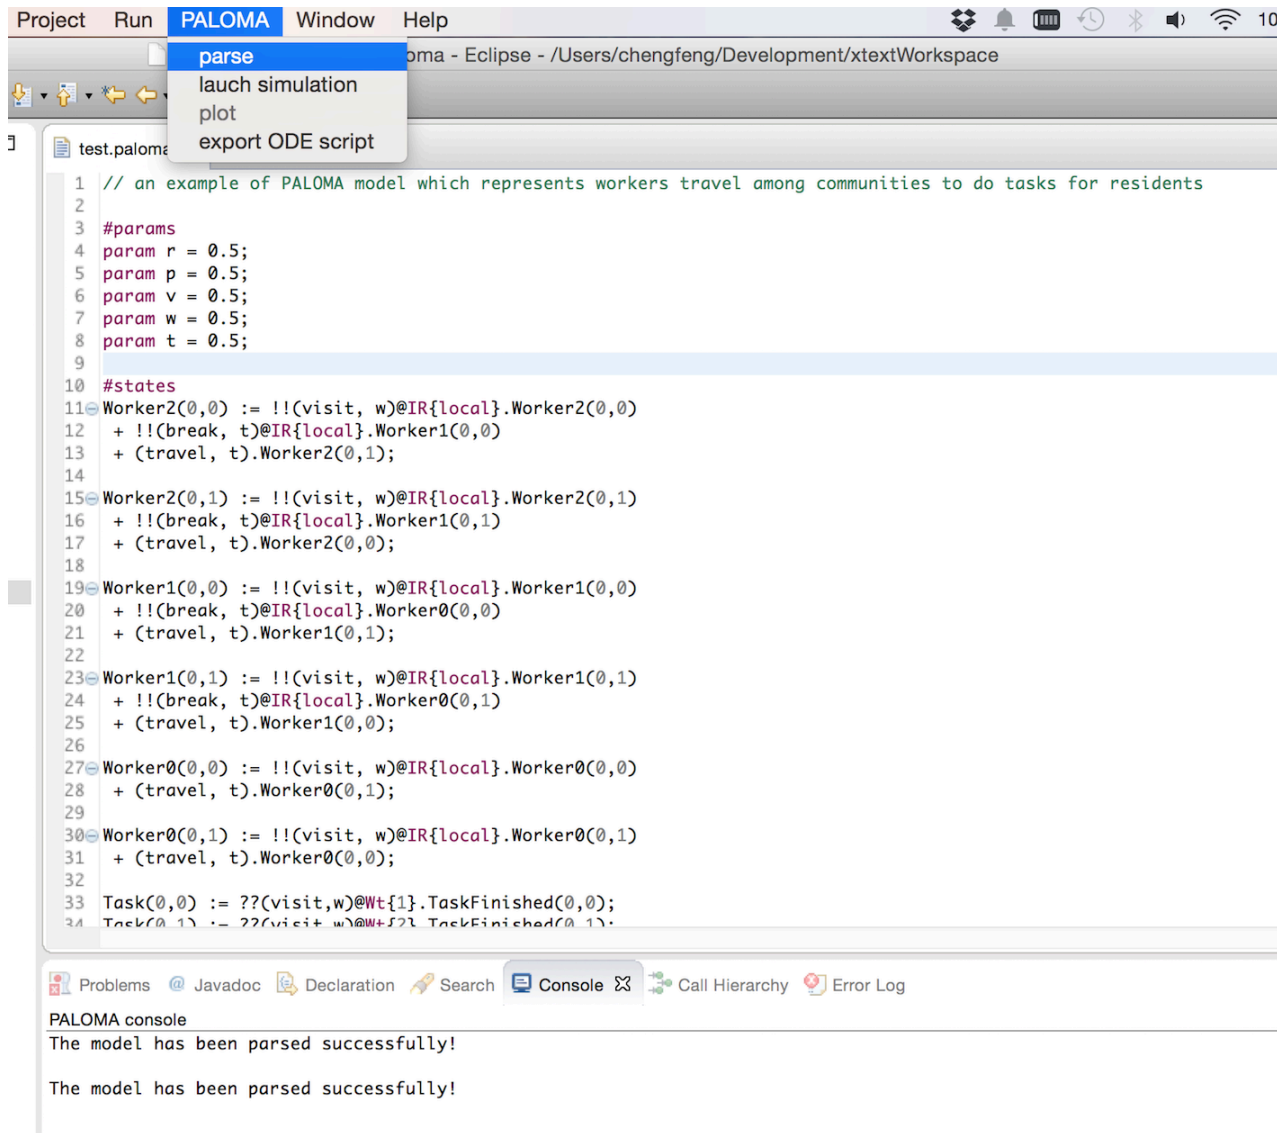 Project Run PALOMA Window Help 10
parse
oma - Eclipse - /Users/chengfeng/Development/xtextWorkspace
lauch simulation
plot
export ODE script
test.paloma
1 // an example of PALOMA model which represents workers travel among communities to do tasks for residents
2
3 #params
4 param r = 0.5;
5 param p = 0.5;
6 param v = 0.5;
7 param w = 0.5;
8 param t = 0.5;
9
10 #states
11 Worker2(0,0) := !!(visit, w)@IR{local}.Worker2(0,0)
12 + !!(break, t)@IR{local}.Worker1(0,0)
13 + (travel, t).Worker2(0,1);
14
15 Worker2(0,1) := !!(visit, w)@IR{local}.Worker2(0,1)
16 + !!(break, t)@IR{local}.Worker1(0,1)
17 + (travel, t).Worker2(0,0);
18
19 Worker1(0,0) := !!(visit, w)@IR{local}.Worker1(0,0)
20 + !!(break, t)@IR{local}.Worker0(0,0)
21 + (travel, t).Worker1(0,1);
22
23 Worker1(0,1) := !!(visit, w)@IR{local}.Worker1(0,1)
24 + !!(break, t)@IR{local}.Worker0(0,1)
25 + (travel, t).Worker1(0,0);
26
27 Worker0(0,0) := !!(visit, w)@IR{local}.Worker0(0,0)
28 + (travel, t).Worker0(0,1);
29
30 Worker0(0,1) := !!(visit, w)@IR{local}.Worker0(0,1)
31 + (travel, t).Worker0(0,0);
32
33 Task(0,0) := ??(visit,w)@Wt{1}.TaskFinished(0,0);
34 Task(0,1) := ??(visit,w)@Wt{2}.TaskFinished(0,1);
Problems Javadoc Declaration Search Console Call Hierarchy Error Log
PALOMA console
The model has been parsed successfully!
The model has been parsed successfully!